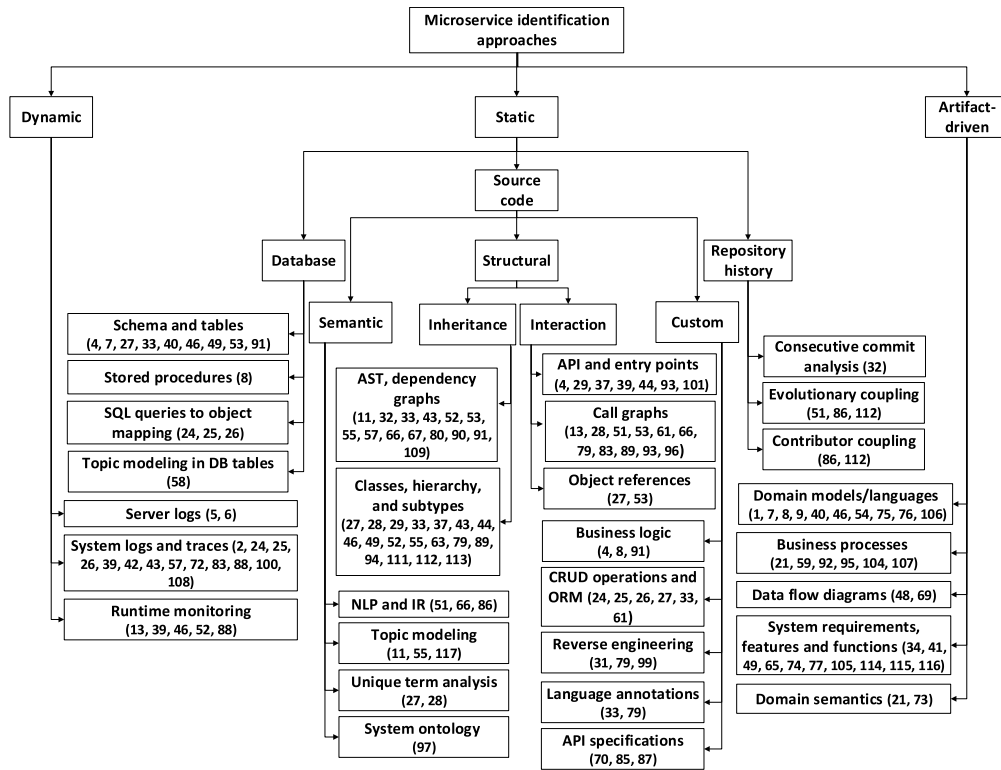 Microservice identification
approaches
Dynamic
Static
Artifact-
driven
Source
code
Database
Structural
Repository
history
Semantic
Inheritance
Interaction
Custom
Schema and tables
(4, 7, 27, 33, 40, 46, 49, 53, 91)
Stored procedures (8)
SQL queries to object
mapping (24, 25, 26)
Topic modeling in DB tables
(58)
Server logs (5, 6)
System logs and traces (2, 24, 25,
26, 39, 42, 43, 57, 72, 83, 88, 100,
108)
Runtime monitoring
(13, 39, 46, 52, 88)
AST, dependency
graphs
(11, 32, 33, 43, 52, 53,
55, 57, 66, 67, 80, 90, 91,
109)
Classes, hierarchy,
and subtypes
(27, 28, 29, 33, 37, 43, 44,
46, 49, 52, 55, 63, 79, 89,
94, 111, 112, 113)
NLP and IR (51, 66, 86)
Topic modeling
(11, 55, 117)
Unique term analysis
(27, 28)
System ontology
(97)
API and entry points
(4, 29, 37, 39, 44, 93, 101)
Call graphs
(13, 28, 51, 53, 61, 66,
79, 83, 89, 93, 96)
Object references
(27, 53)
Business logic
(4, 8, 91)
CRUD operations and
ORM (24, 25, 26, 27, 33,
61)
Reverse engineering
(31, 79, 99)
Language annotations
(33, 79)
API specifications
(70, 85, 87)
Consecutive commit
analysis (32)
Evolutionary coupling
(51, 86, 112)
Contributor coupling
(86, 112)
Domain models/languages
(1, 7, 8, 9, 40, 46, 54, 75, 76, 106)
Business processes
(21, 59, 92, 95, 104, 107)
Data flow diagrams (48, 69)
System requirements,
features and functions (34, 41,
49, 65, 74, 77, 105, 114, 115, 116)
Domain semantics (21, 73)